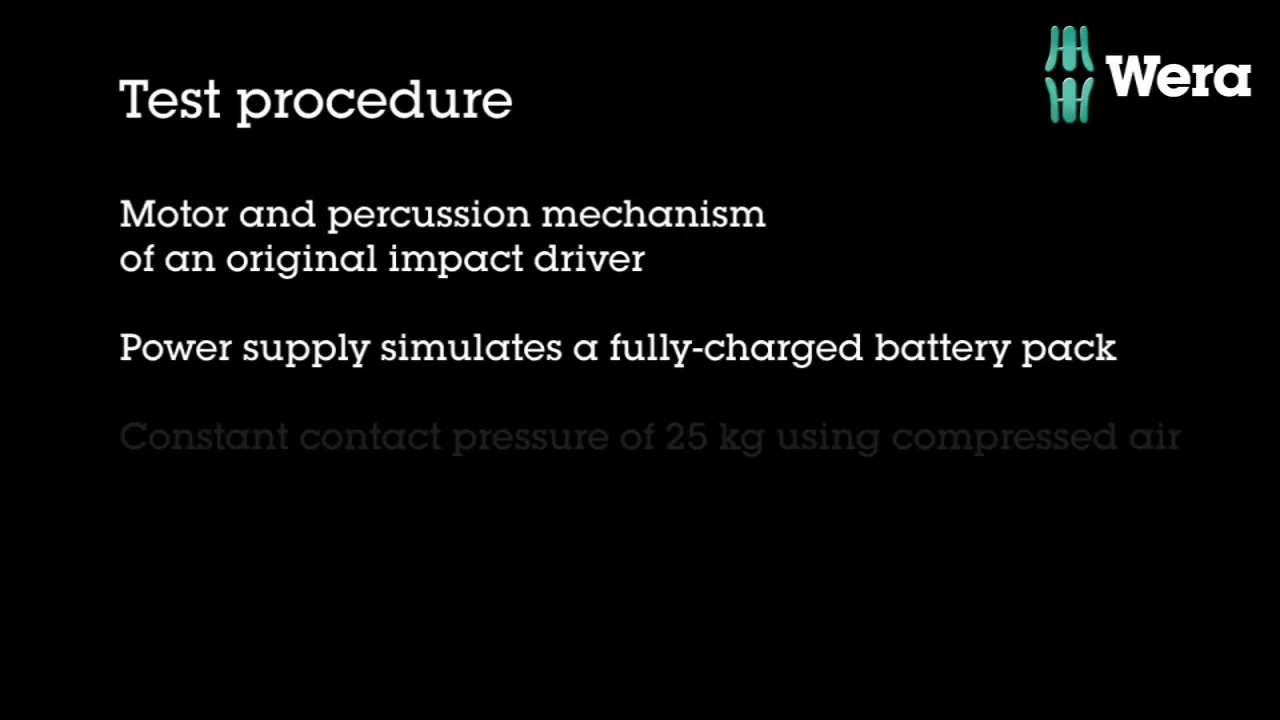 Wera
Test procedure
Motor and percussion mechanism
of an original impact driver
Power supply simulates a fully-charged battery pack
Constant contact pressure of 25 kg using compressed air